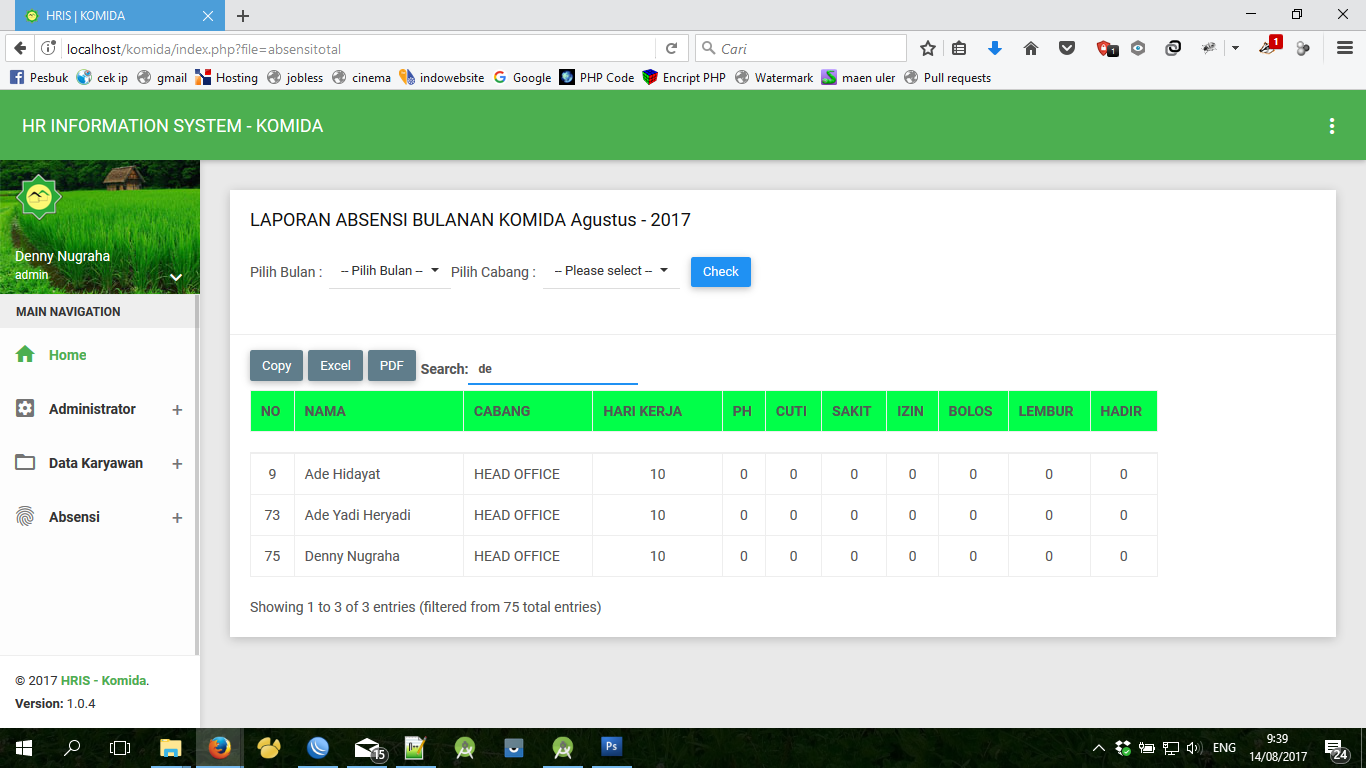 HRIS | KOMIDA
localhost/komida/index.php?file=absensitotal
Cari
1
1
Pesbuk cek ip gmail Hosting jobless cinema indowebsite Google PHP Code Encript PHP Watermark maen uler Pull requests
HR INFORMATION SYSTEM - KOMIDA
Denny Nugraha
admin
MAIN NAVIGATION
Home
Administrator +
Data Karyawan +
Absensi +
© 2017 HRIS - Komida.
Version: 1.0.4
LAPORAN ABSENSI BULANAN KOMIDA Agustus - 2017
Pilih Bulan : -- Pilih Bulan -- Pilih Cabang : -- Please select -- Check
Copy Excel PDF Search: de
NO NAMA CABANG HARI KERJA PH CUTI SAKIT IZIN BOLOS LEMBUR HADIR
9 Ade Hidayat HEAD OFFICE 10 0 0 0 0 0 0 0
73 Ade Yadi Heryadi HEAD OFFICE 10 0 0 0 0 0 0 0
75 Denny Nugraha HEAD OFFICE 10 0 0 0 0 0 0 0
Showing 1 to 3 of 3 entries (filtered from 75 total entries)
15
Ps
ENG
9:39
14/08/2017
24